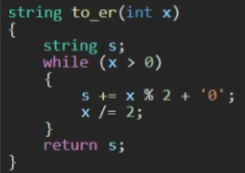 string to_er(int x)
{
    string s;
    while (x > 0)
    {
        s += x % 2 + '0';
        x /= 2;
    }
    return s;
}